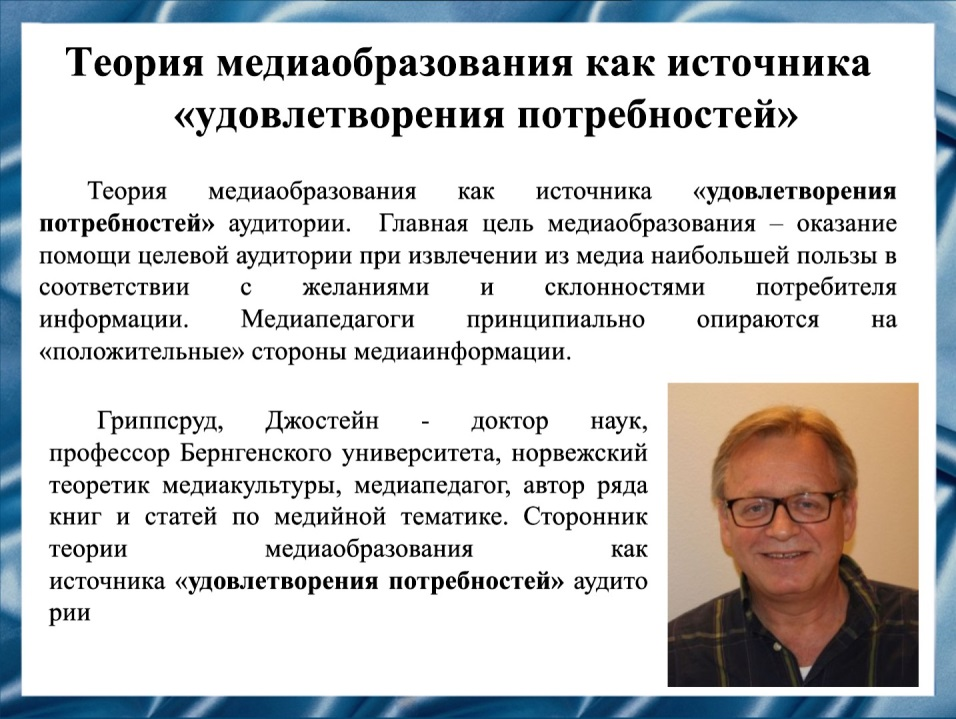 Теория медиаобразования как источника
«удовлетворения потребностей»
Теория медиаобразования как источника «удовлетворения
потребностей» аудитории. Главная цель медиаобразования – оказание
помощи целевой аудитории при извлечении из медиа наибольшей пользы в
соответствии с желаниями и склонностями потребителя
информации. Медиапедагоги принципиально опираются на
«положительные» стороны медиаинформации.
Гриппсруд, Джостейн - доктор наук,
профессор Бернгенского университета, норвежский
теоретик медиакультуры, медиапедагог, автор ряда
книг и статей по медийной тематике. Сторонник
теории медиаобразования как
источника «удовлетворения потребностей» аудито
рии